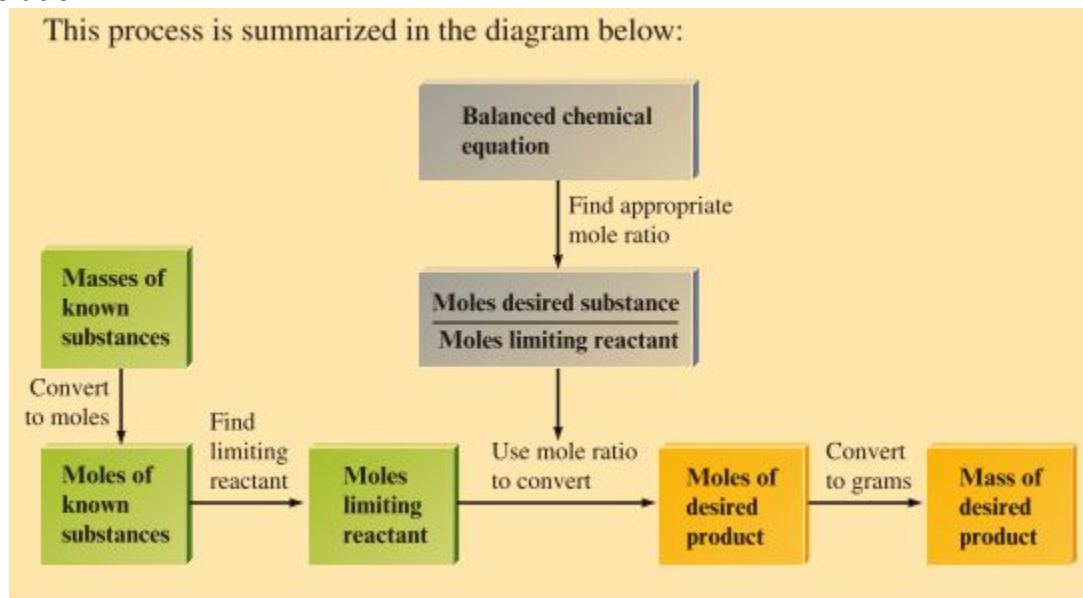 This process is summarized in the diagram below:
Balanced chemical
equation
Find appropriate
mole ratio
Masses of
known
substances
Moles desired substance
Moles limiting reactant
Convert
to moles
Find
limiting
reactant
Use mole ratio
to convert
Convert
to grams
Moles of
known
substances
Moles
limiting
reactant
Moles of
desired
product
Mass of
desired
product